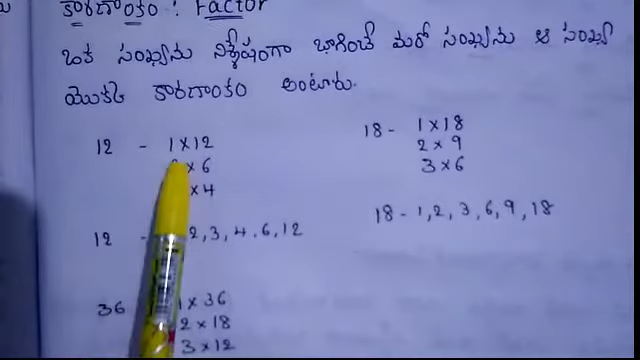 కారణాంకం : Factor
ఒక సంఖ్యను నిశ్శేషంగా భాగించే మరో సంఖ్యను ఆ సంఖ్య
యొక్క కారణాంకం అంటారు.
12 - 1 × 12
× 6
× 4
18 - 1 × 18
2 × 9
3 × 6
12 - 2, 3, 4, 6, 12
18 - 1, 2, 3, 6, 9, 18
36 1 × 36
2 × 18
3 × 12